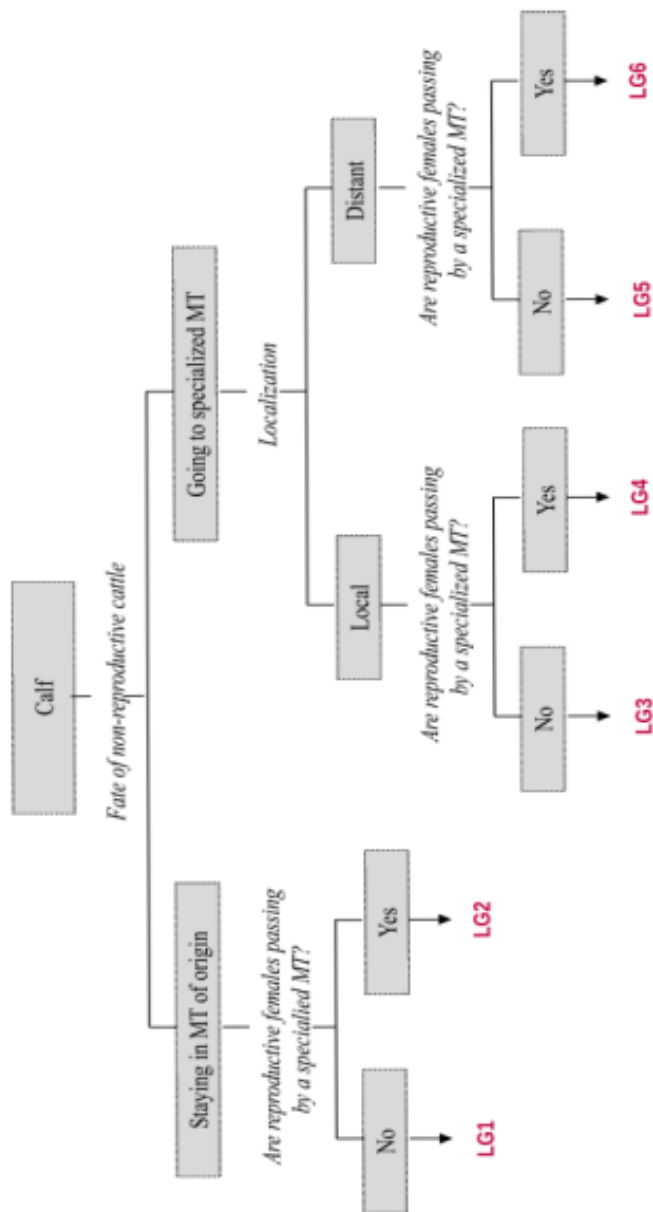 Calf
Fate of non-reproductive cattle
Staying in MT of origin
Going to specialized MT
Are reproductive females passing
by a specialied MT?
Localization
No
Yes
LG1
LG2
Local
Distant
Are reproductive females passing
by a specialized MT?
Are reproductive females passing
by a specialized MT?
No
Yes
No
Yes
LG3
LG4
LG5
LG6